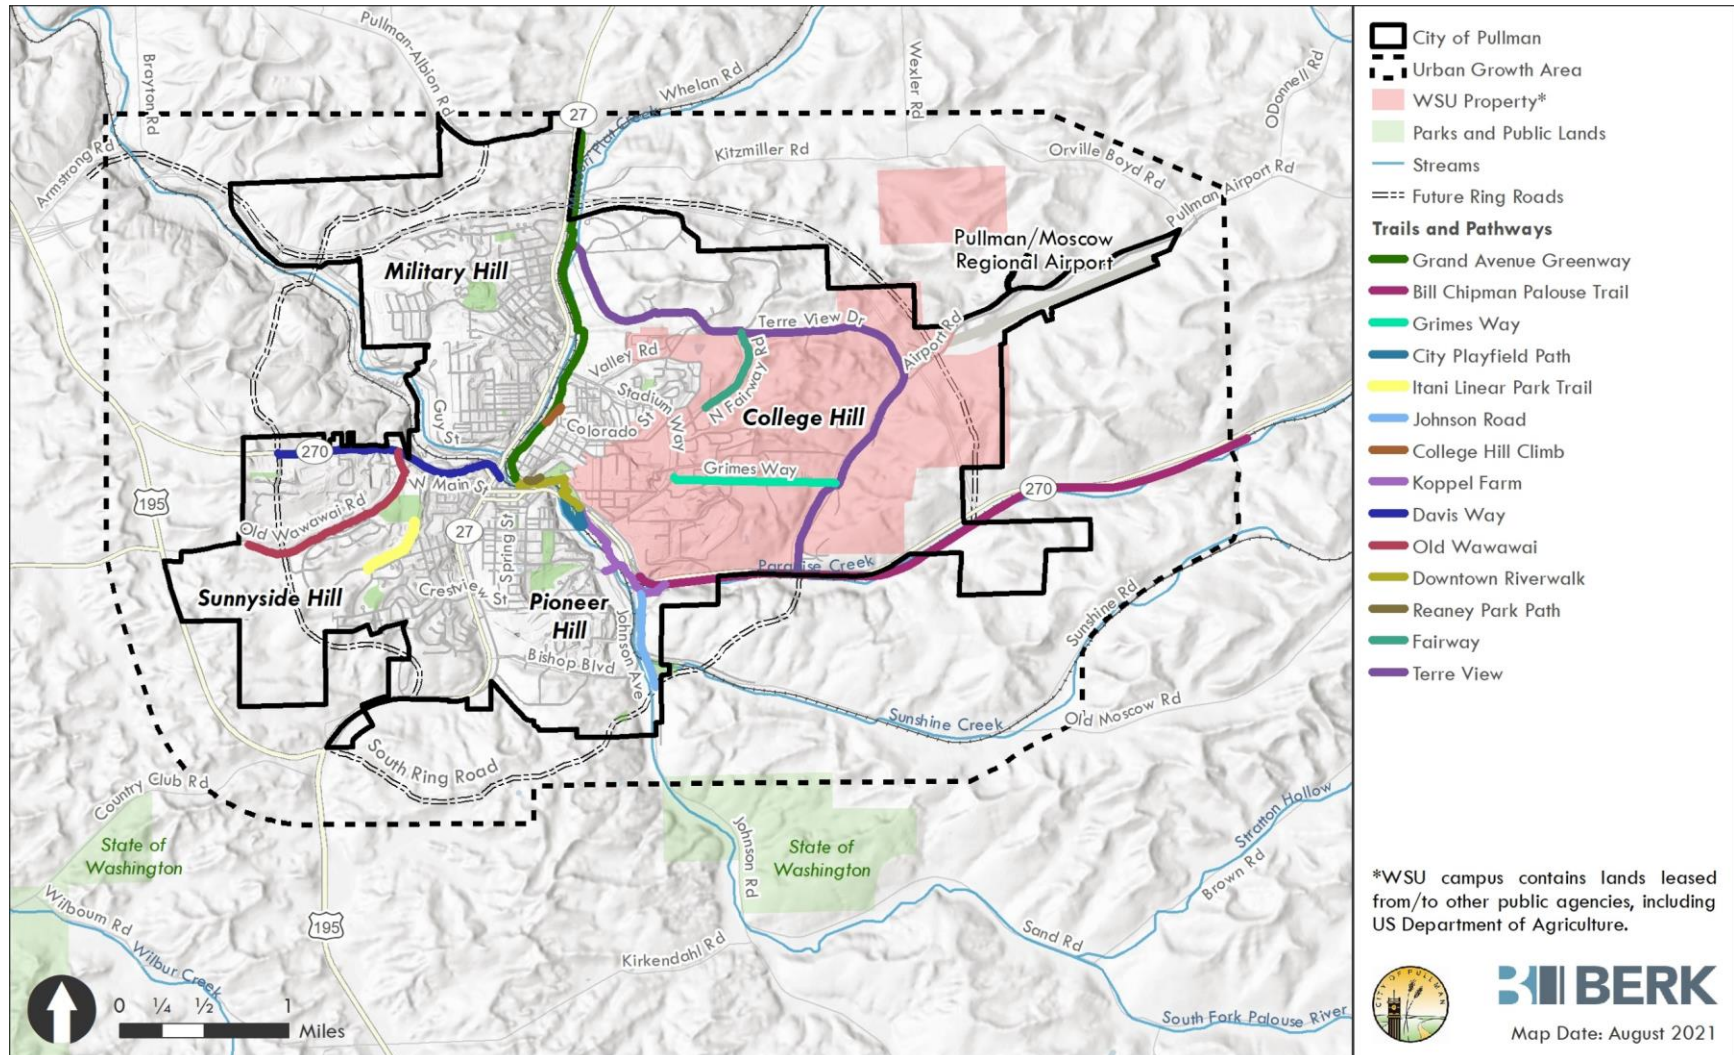 Pullman-Albion Rd
Brayton Rd
Armstrong Rd
27
Whelan Rd
Wexler Rd
ODonnell Rd
Kitzmiller Rd
Orville Boyd Rd
Pullman Airport Rd
Military Hill
Pullman/Moscow
Regional Airport
Terre View Dr
Airport Rd
Valley Rd
Stadium Way
N Fairway Rd
College Hill
Colorado St
Guy St
270
W Main St
Grimes Way
195
Old Wawawai Rd
27
Spring St
270
Paradise Creek
Sunnyside Hill
Crestview St
Pioneer
Hill
Johnson Ave
Bishop Blvd
Sunshine Rd
Sunshine Creek
Old Moscow Rd
South Ring Road
Country Club Rd
State of
Washington
Johnson Rd
State of
Washington
Stratton Hollow
Brown Rd
195
Wilbourn Rd
Wilbur Creek
Kirkendahl Rd
Sand Rd
South Fork Palouse River
0 ¼ ½ 1
Miles
City of Pullman
Urban Growth Area
WSU Property*
Parks and Public Lands
Streams
Future Ring Roads
Trails and Pathways
Grand Avenue Greenway
Bill Chipman Palouse Trail
Grimes Way
City Playfield Path
Itani Linear Park Trail
Johnson Road
College Hill Climb
Koppel Farm
Davis Way
Old Wawawai
Downtown Riverwalk
Reaney Park Path
Fairway
Terre View
*WSU campus contains lands leased
from/to other public agencies, including
US Department of Agriculture.
CITY OF PULLMAN
BERK
Map Date: August 2021